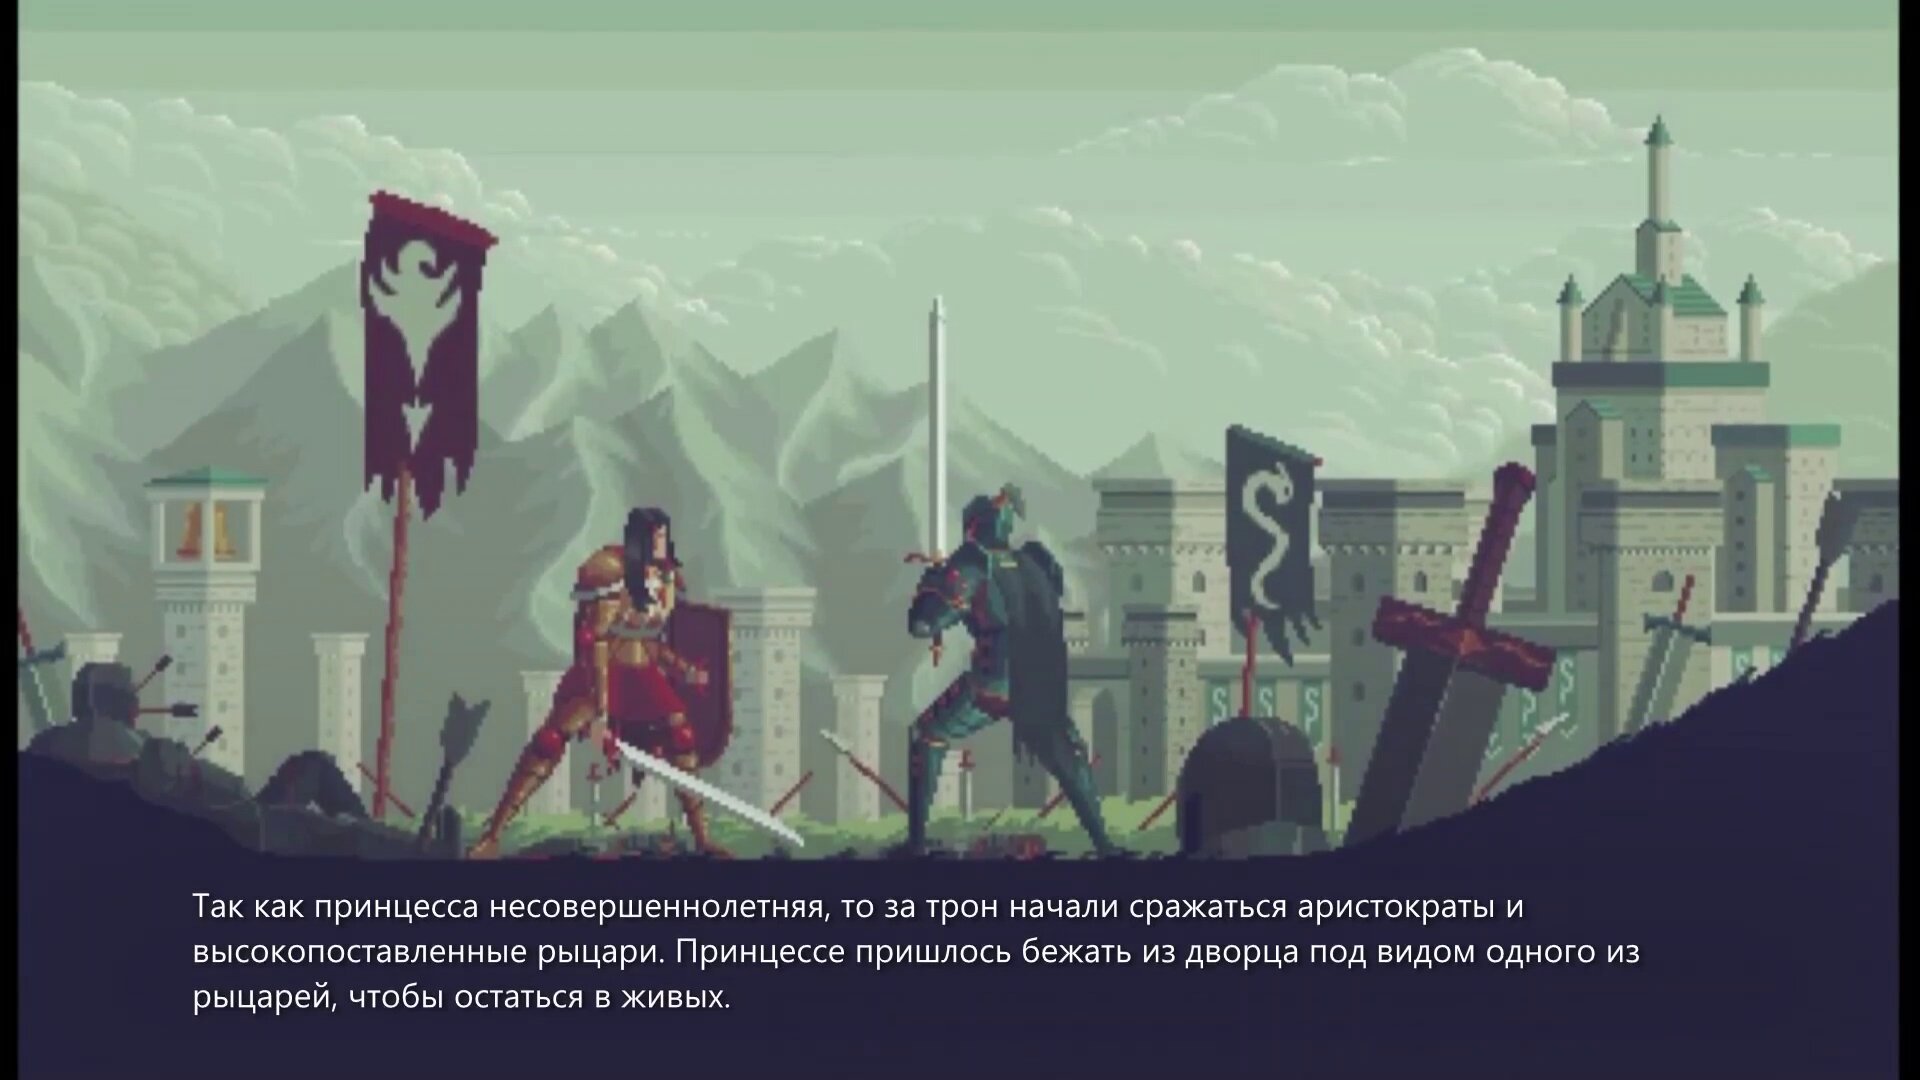 Так как принцесса несовершеннолетняя, то за трон начали сражаться аристократы и
высокопоставленные рыцари. Принцессе пришлось бежать из дворца под видом одного из
рыцарей, чтобы остаться в живых.